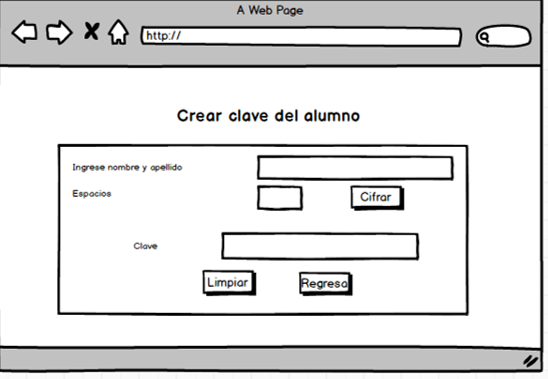 A Web Page
http://
Crear clave del alumno
Ingrese nombre y apellido
Espacios
Cifrar
Clave
Limpiar
Regresa